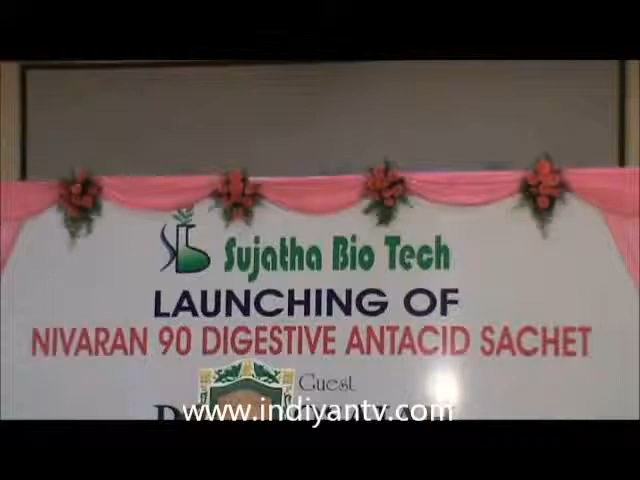 Sujatha Bio Tech
LAUNCHING OF
NIVARAN 90 DIGESTIVE ANTACID SACHET
Guest
www.indiyantv.com